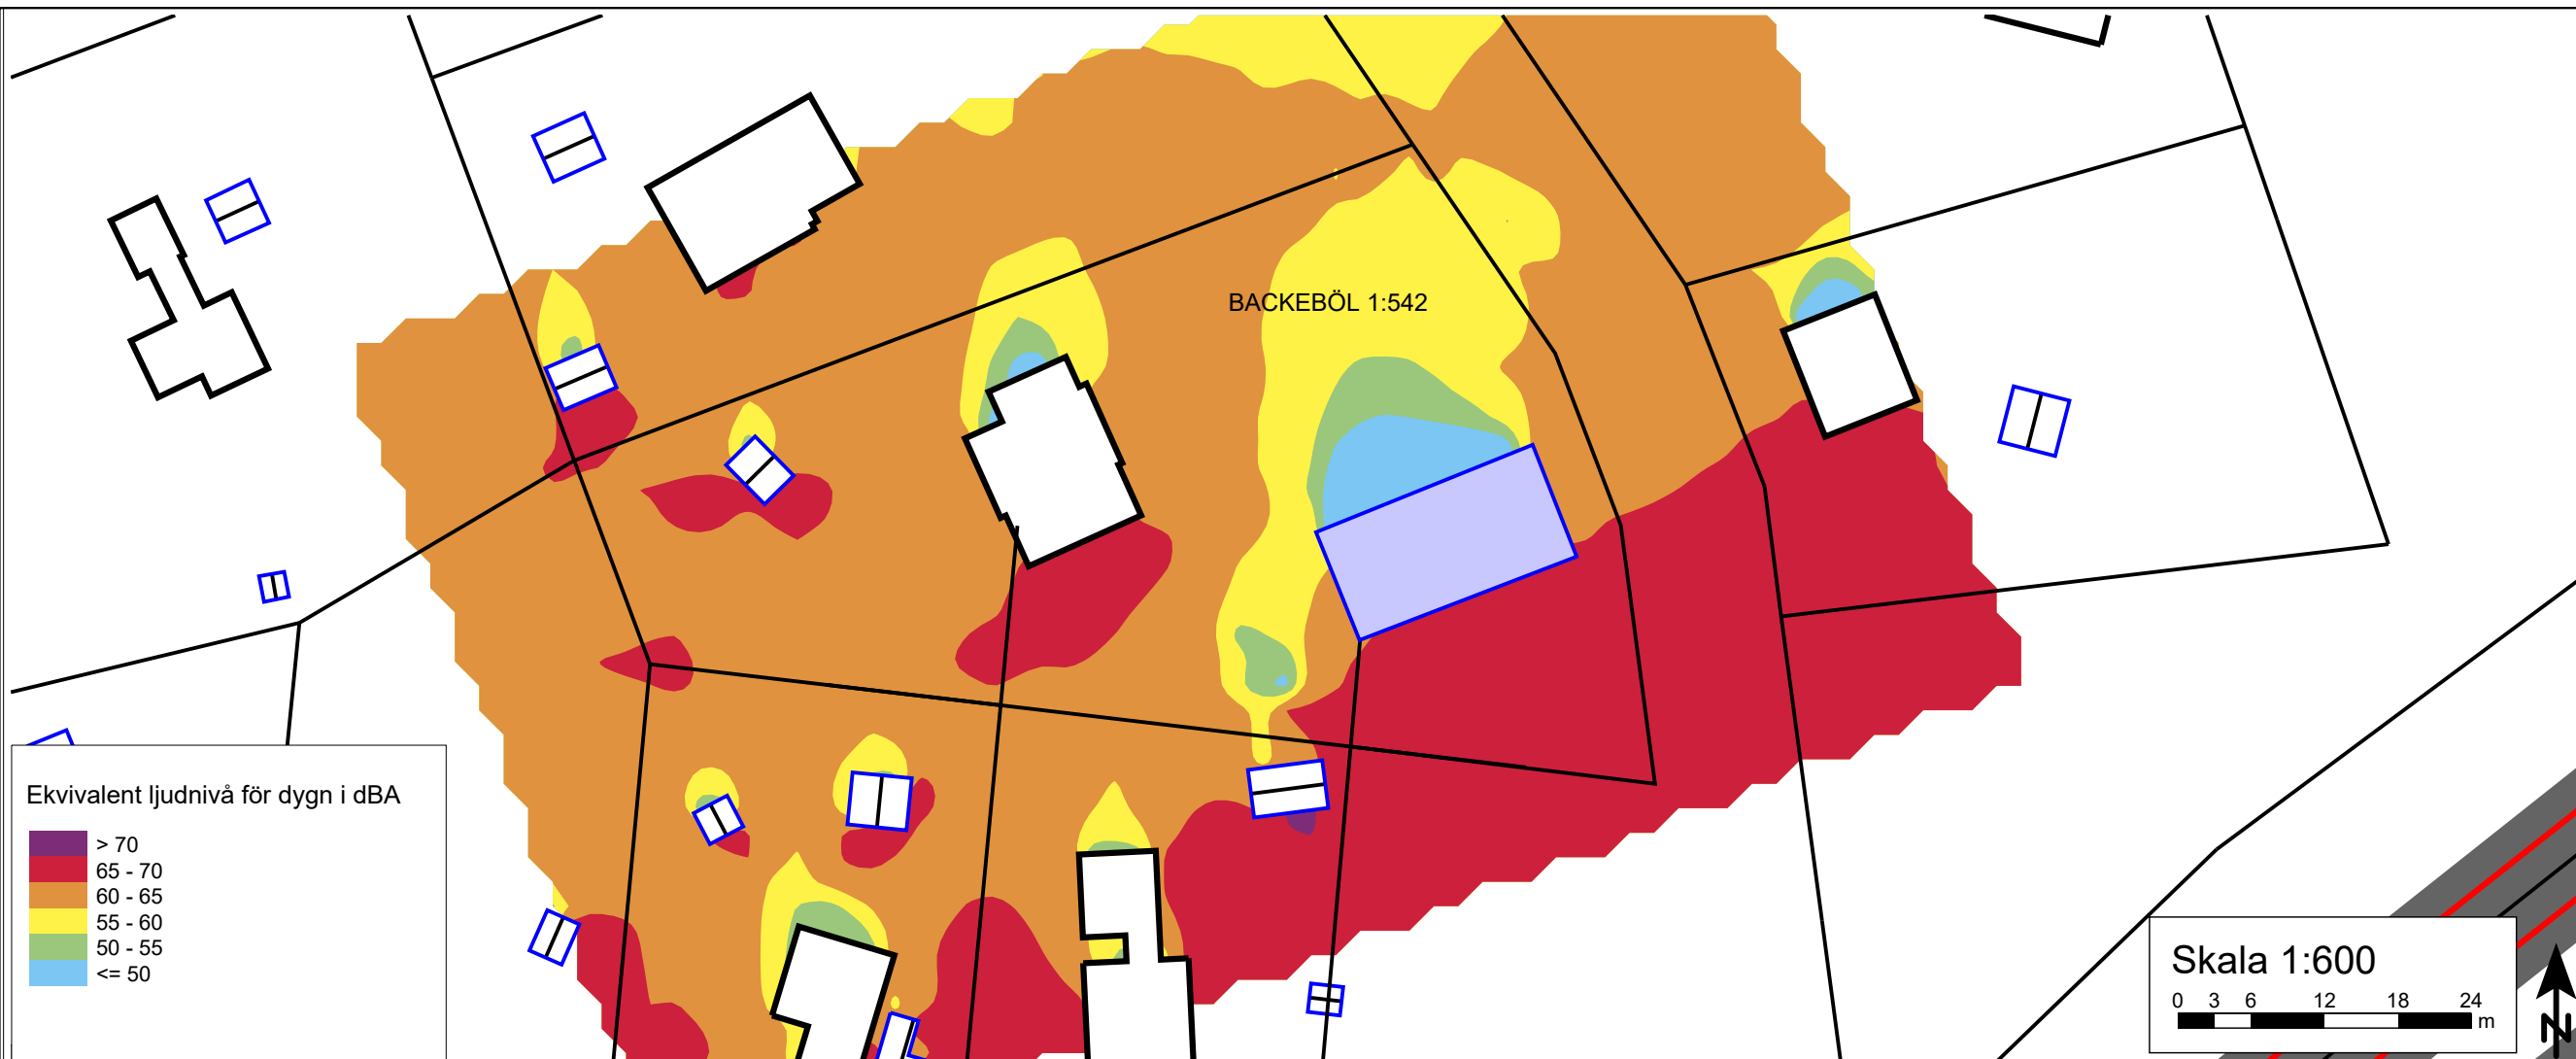 BACKEBÖL 1:542
Ekvivalent ljudnivå för dygn i dBA
> 70
65 - 70
60 - 65
55 - 60
50 - 55
<= 50
Skala 1:600
0 3 6 12 18 24
m
N